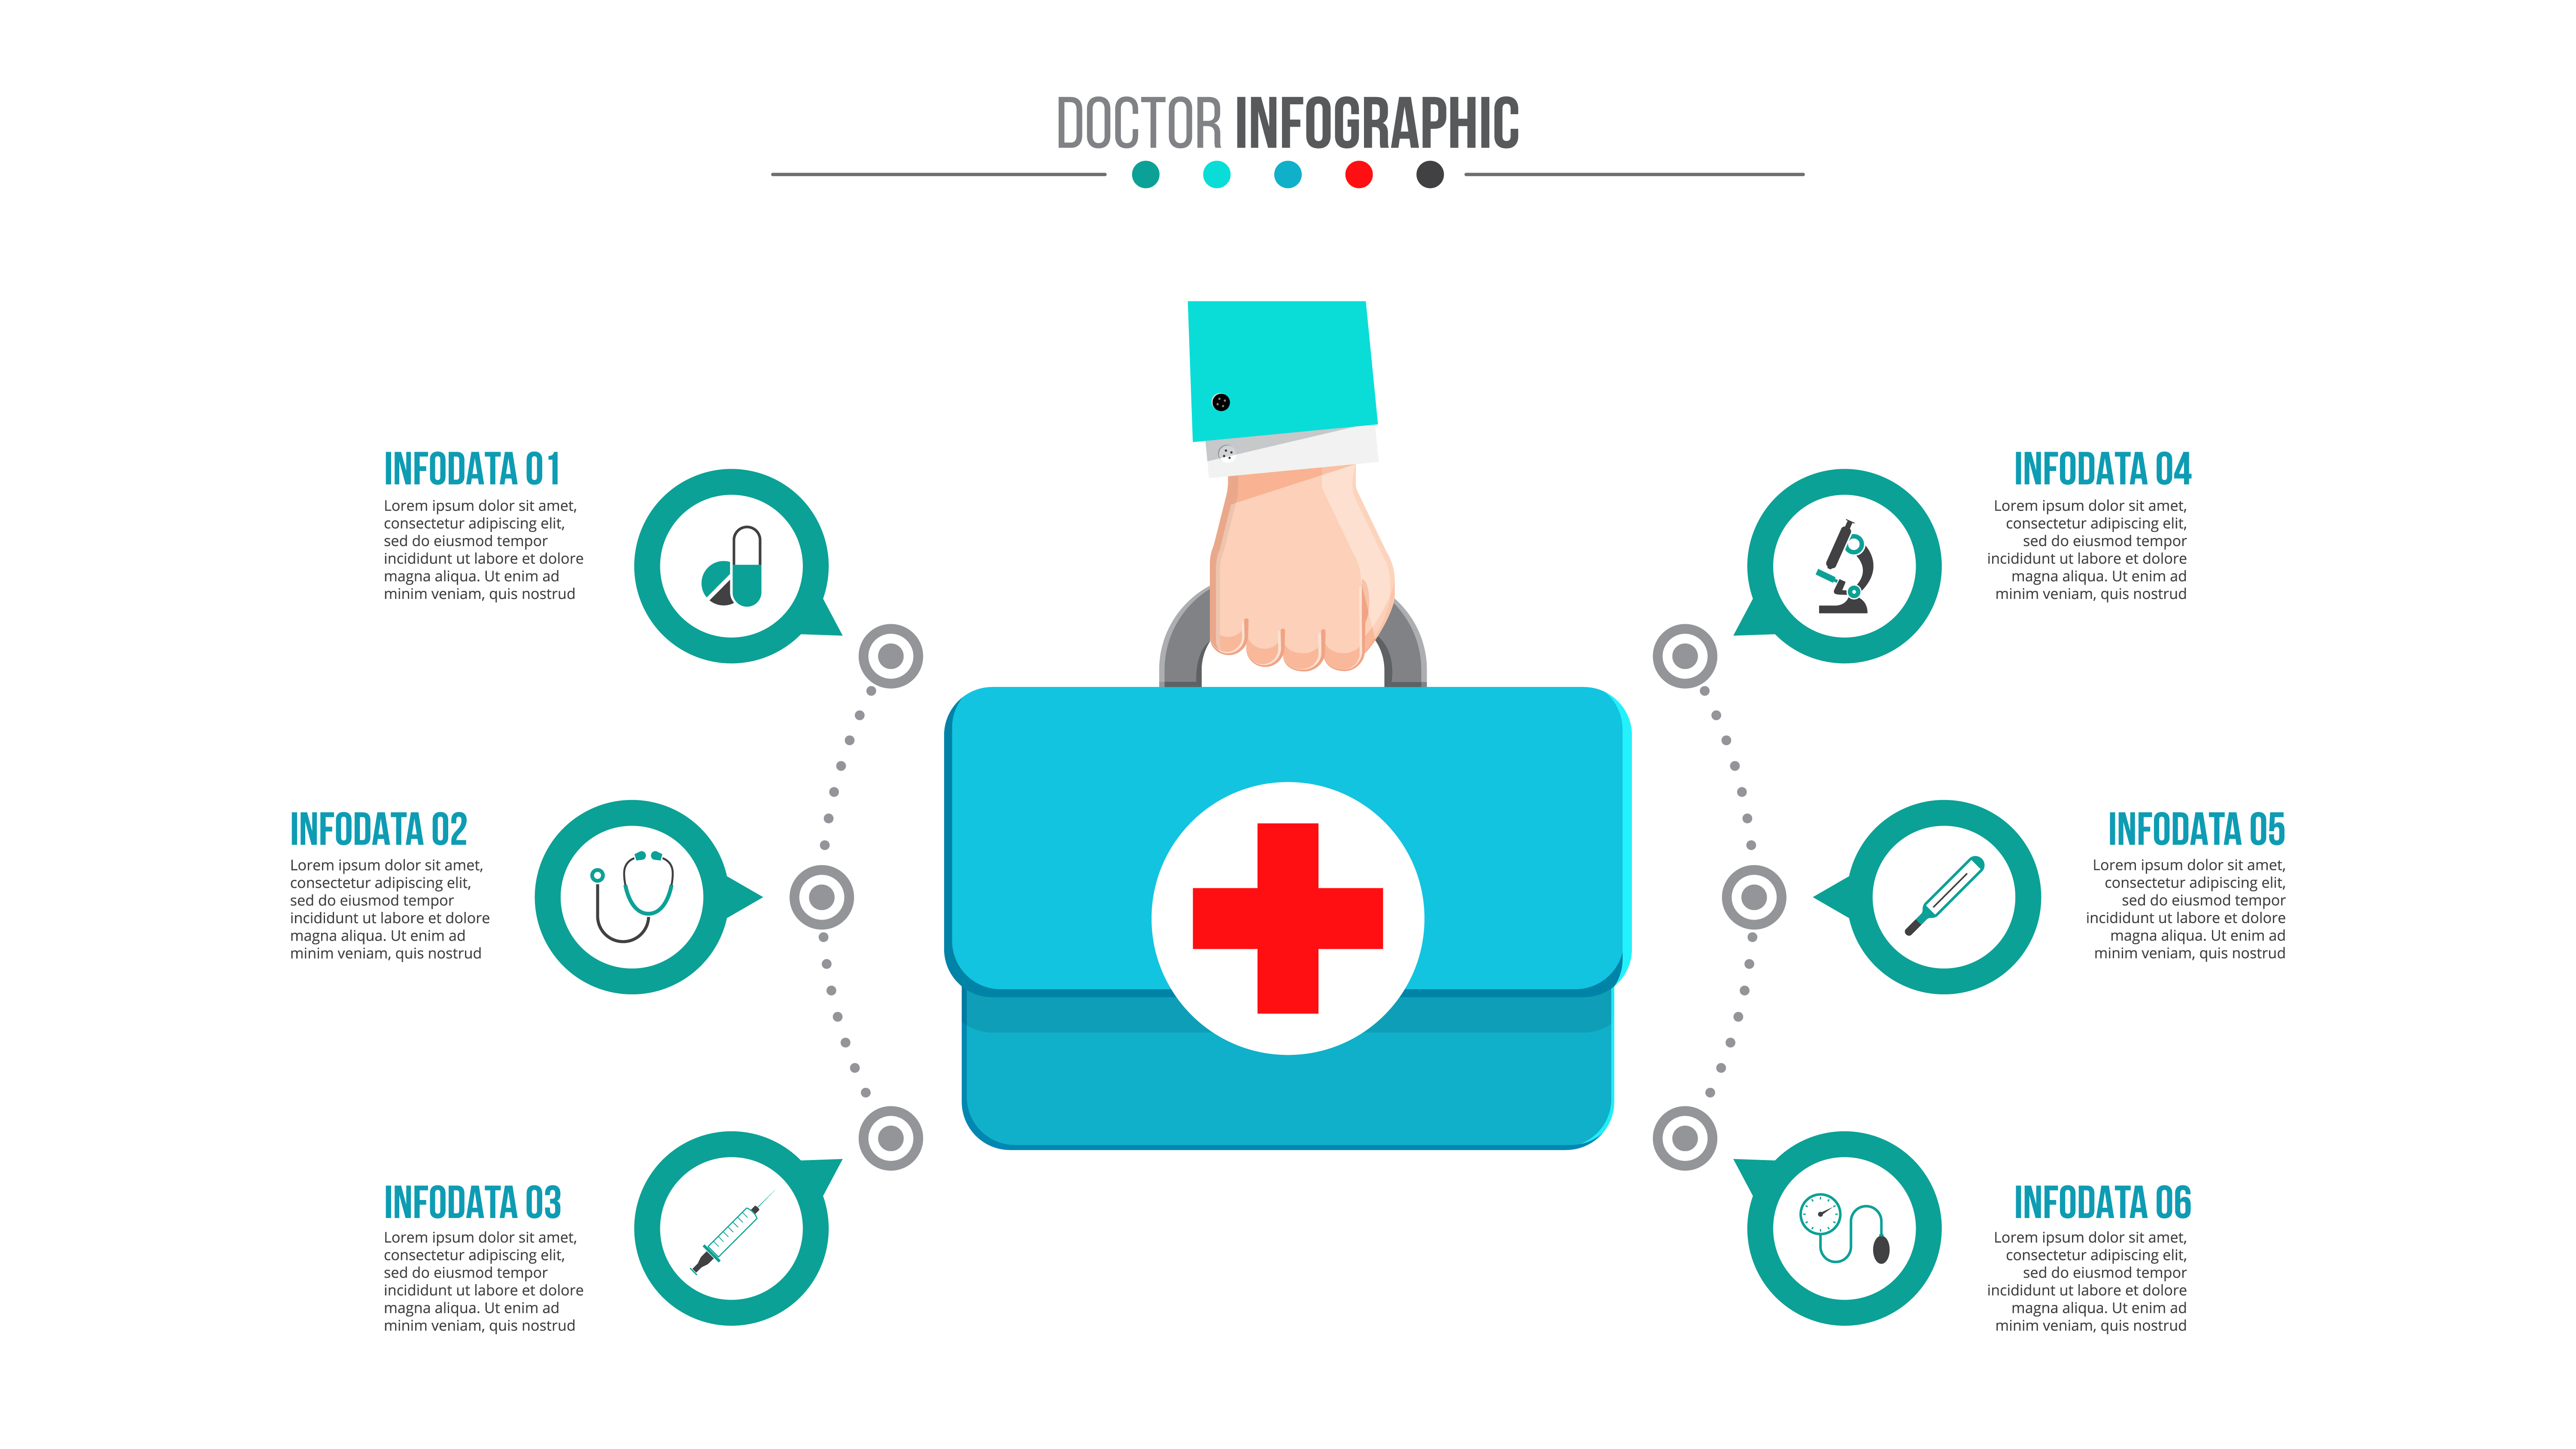 DOCTOR INFOGRAPHIC
INFODATA 01
Lorem ipsum dolor sit amet,
consectetur adipiscing elit,
sed do eiusmod tempor
incididunt ut labore et dolore
magna aliqua. Ut enim ad
minim veniam, quis nostrud
INFODATA 02
Lorem ipsum dolor sit amet,
consectetur adipiscing elit,
sed do eiusmod tempor
incididunt ut labore et dolore
magna aliqua. Ut enim ad
minim veniam, quis nostrud
INFODATA 03
Lorem ipsum dolor sit amet,
consectetur adipiscing elit,
sed do eiusmod tempor
incididunt ut labore et dolore
magna aliqua. Ut enim ad
minim veniam, quis nostrud
INFODATA 04
Lorem ipsum dolor sit amet,
consectetur adipiscing elit,
sed do eiusmod tempor
incididunt ut labore et dolore
magna aliqua. Ut enim ad
minim veniam, quis nostrud
INFODATA 05
Lorem ipsum dolor sit amet,
consectetur adipiscing elit,
sed do eiusmod tempor
incididunt ut labore et dolore
magna aliqua. Ut enim ad
minim veniam, quis nostrud
INFODATA 06
Lorem ipsum dolor sit amet,
consectetur adipiscing elit,
sed do eiusmod tempor
incididunt ut labore et dolore
magna aliqua. Ut enim ad
minim veniam, quis nostrud